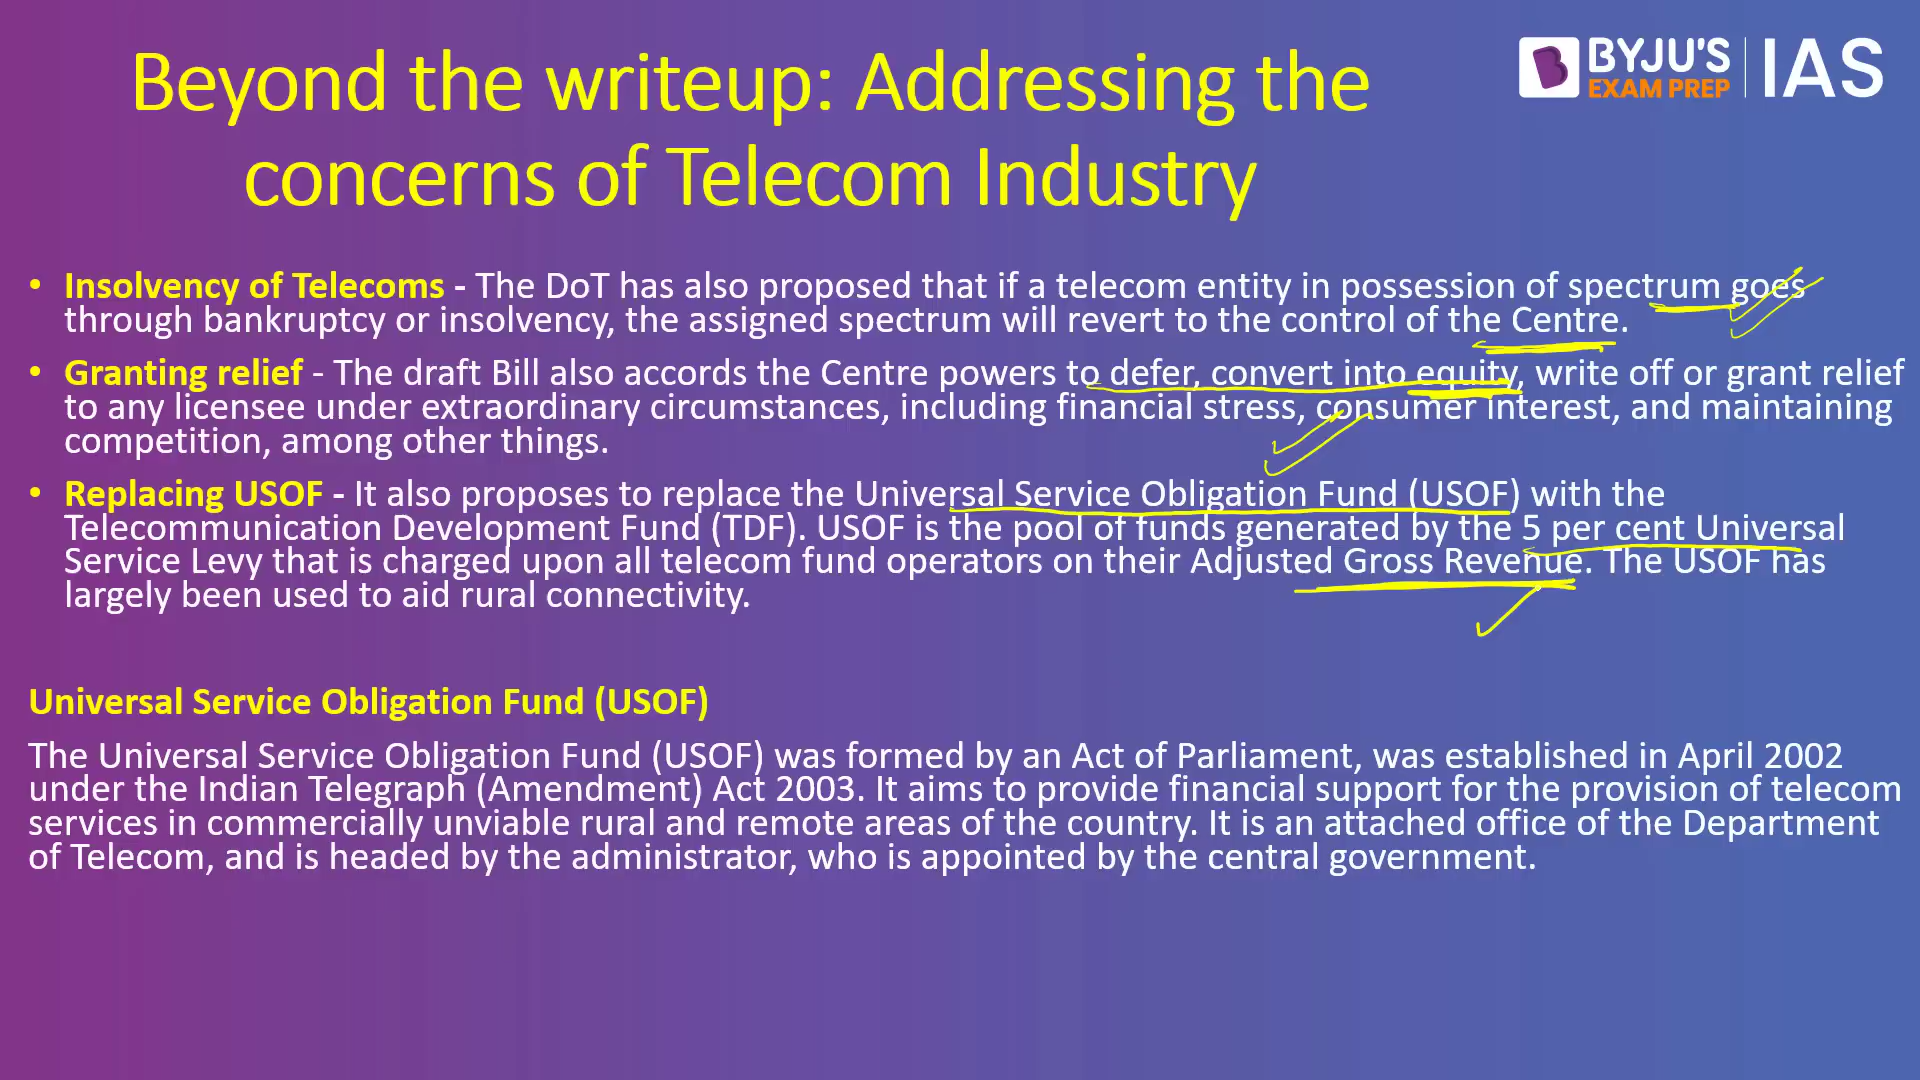 Beyond the writeup: Addressing the
concerns of Telecom Industry
BYJU'S
EXAM PREP
IAS
• Insolvency of Telecoms - The DoT has also proposed that if a telecom entity in possession of spectrum goes
through bankruptcy or insolvency, the assigned spectrum will revert to the control of the Centre.
• Granting relief - The draft Bill also accords the Centre powers to defer, convert into equity, write off or grant relief
to any licensee under extraordinary circumstances, including financial stress, consumer interest, and maintaining
competition, among other things.
• Replacing USOF - It also proposes to replace the Universal Service Obligation Fund (USOF) with the
Telecommunication Development Fund (TDF). USOF is the pool of funds generated by the 5 per cent Universal
Service Levy that is charged upon all telecom fund operators on their Adjusted Gross Revenue. The USOF has
largely been used to aid rural connectivity.
Universal Service Obligation Fund (USOF)
The Universal Service Obligation Fund (USOF) was formed by an Act of Parliament, was established in April 2002
under the Indian Telegraph (Amendment) Act 2003. It aims to provide financial support for the provision of telecom
services in commercially unviable rural and remote areas of the country. It is an attached office of the Department
of Telecom, and is headed by the administrator, who is appointed by the central government.